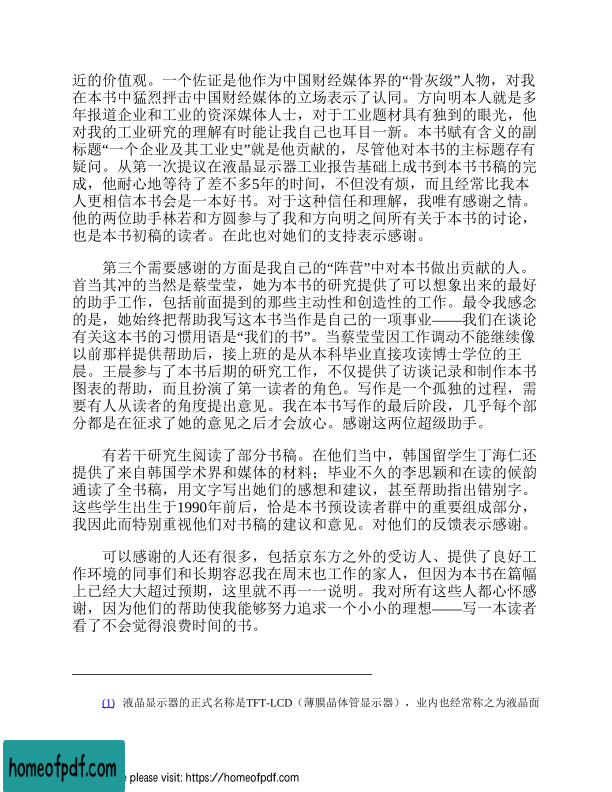 近的价值观。一个佐证是他作为中国财经媒体界的“骨灰级”人物，对我
在本书中猛烈抨击中国财经媒体的立场表示了认同。方向明本人就是多
年报道企业和工业的资深媒体人士，对于工业题材具有独到的眼光，他
对我的工业研究的理解有时能让我自己也耳目一新。本书赋有含义的副
标题“一个企业及其工业史”就是他贡献的，尽管他对本书的主标题存有
疑问。从第一次提议在液晶显示器工业报告基础上成书到本书书稿的完
成，他耐心地等待了差不多5年的时间，不但没有烦，而且经常比我本
人更相信本书会是一本好书。对于这种信任和理解，我唯有感谢之情。
他的两位助手林若和方圆参与了我和方向明之间所有关于本书的讨论，
也是本书初稿的读者。在此也对她们的支持表示感谢。
第三个需要感谢的方面是我自己的“阵营”中对本书做出贡献的人。
首当其冲的当然是蔡莹莹，她为本书的研究提供了可以想象出来的最好
的助手工作，包括前面提到的那些主动性和创造性的工作。最令我感念
的是，她始终把帮助我写这本书当作是自己的一项事业——我们在谈论
有关这本书的习惯用语是“我们的书”。当蔡莹莹因工作调动不能继续像
以前那样提供帮助后，接上班的是从本科毕业直接攻读博士学位的王
晨。王晨参与了本书后期的研究工作，不仅提供了访谈记录和制作本书
图表的帮助，而且扮演了第一读者的角色。写作是一个孤独的过程，需
要有人从读者的角度提出意见。我在本书写作的最后阶段，几乎每个部
分都是在征求了她的意见之后才会放心。感谢这两位超级助手。
有若干研究生阅读了部分书稿。在他们当中，韩国留学生丁海仁还
提供了来自韩国学术界和媒体的材料；毕业不久的李思颖和在读的候韵
通读了全书稿，用文字写出她们的感想和建议，甚至帮助指出错别字。
这些学生出生于1990年前后，恰是本书预设读者群中的重要组成部分，
我因此而特别重视他们对书稿的建议和意见。对他们的反馈表示感谢。
可以感谢的人还有很多，包括京东方之外的受访人、提供了良好工
作环境的同事们和长期容忍我在周末也工作的家人，但因为本书在篇幅
上已经大大超过预期，这里就不再一一说明。我对所有这些人都心怀感
谢，因为他们的帮助使我能够努力追求一个小小的理想——写一本读者
看了不会觉得浪费时间的书。
(1) 液晶显示器的正式名称是TFT-LCD（薄膜晶体管显示器），业内也经常称之为液晶面
homeofpdf.com
e please visit: https://homeofpdf.com